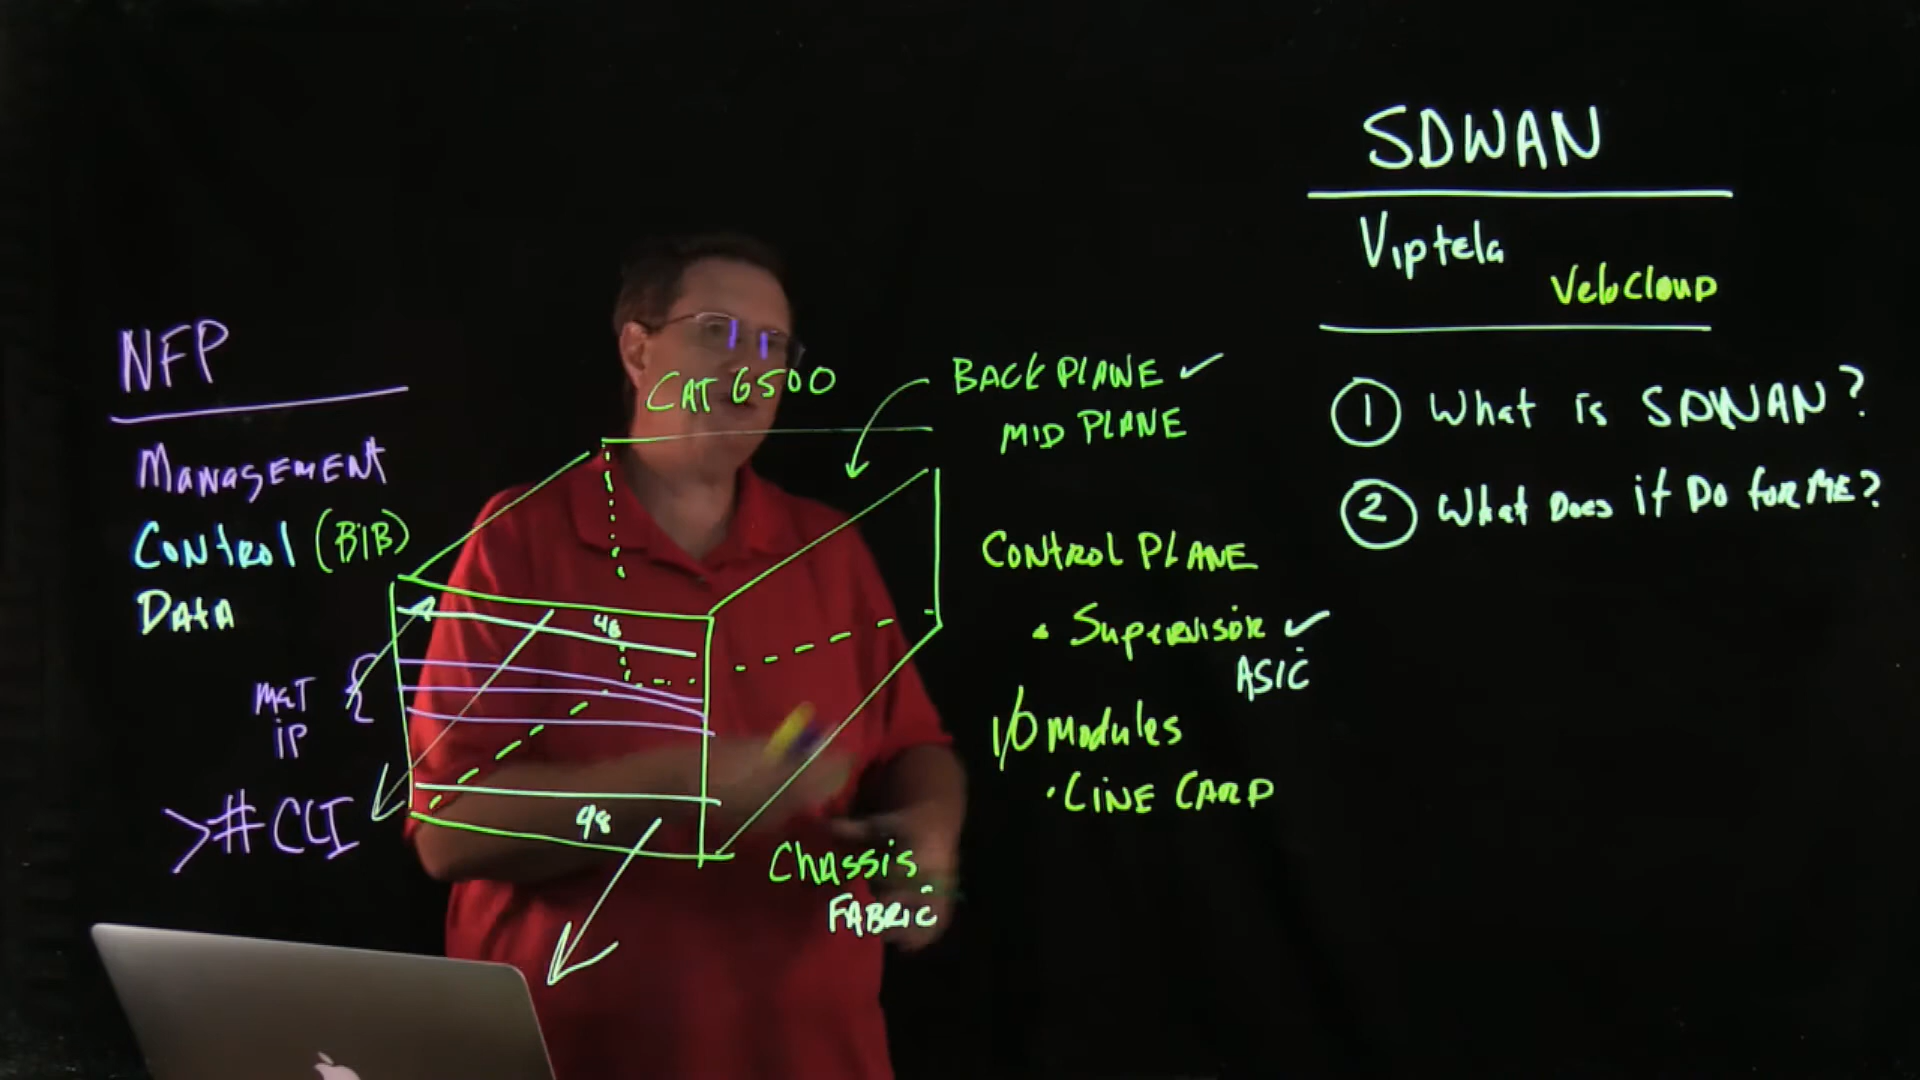 NFP
Management
Control (BIB)
Data
MGT
IP
>#CLI
CAT 6500
48
48
Chassis
FABRIC
BACK PLANE ✓
MID PLANE
CONTROL PLANE
• Supervisor ✓
ASIC
I/O Modules
• LINE CARD
SDWAN
Viptela
VeloCloud
1 What is SDWAN?
2 What Does it Do for ME?